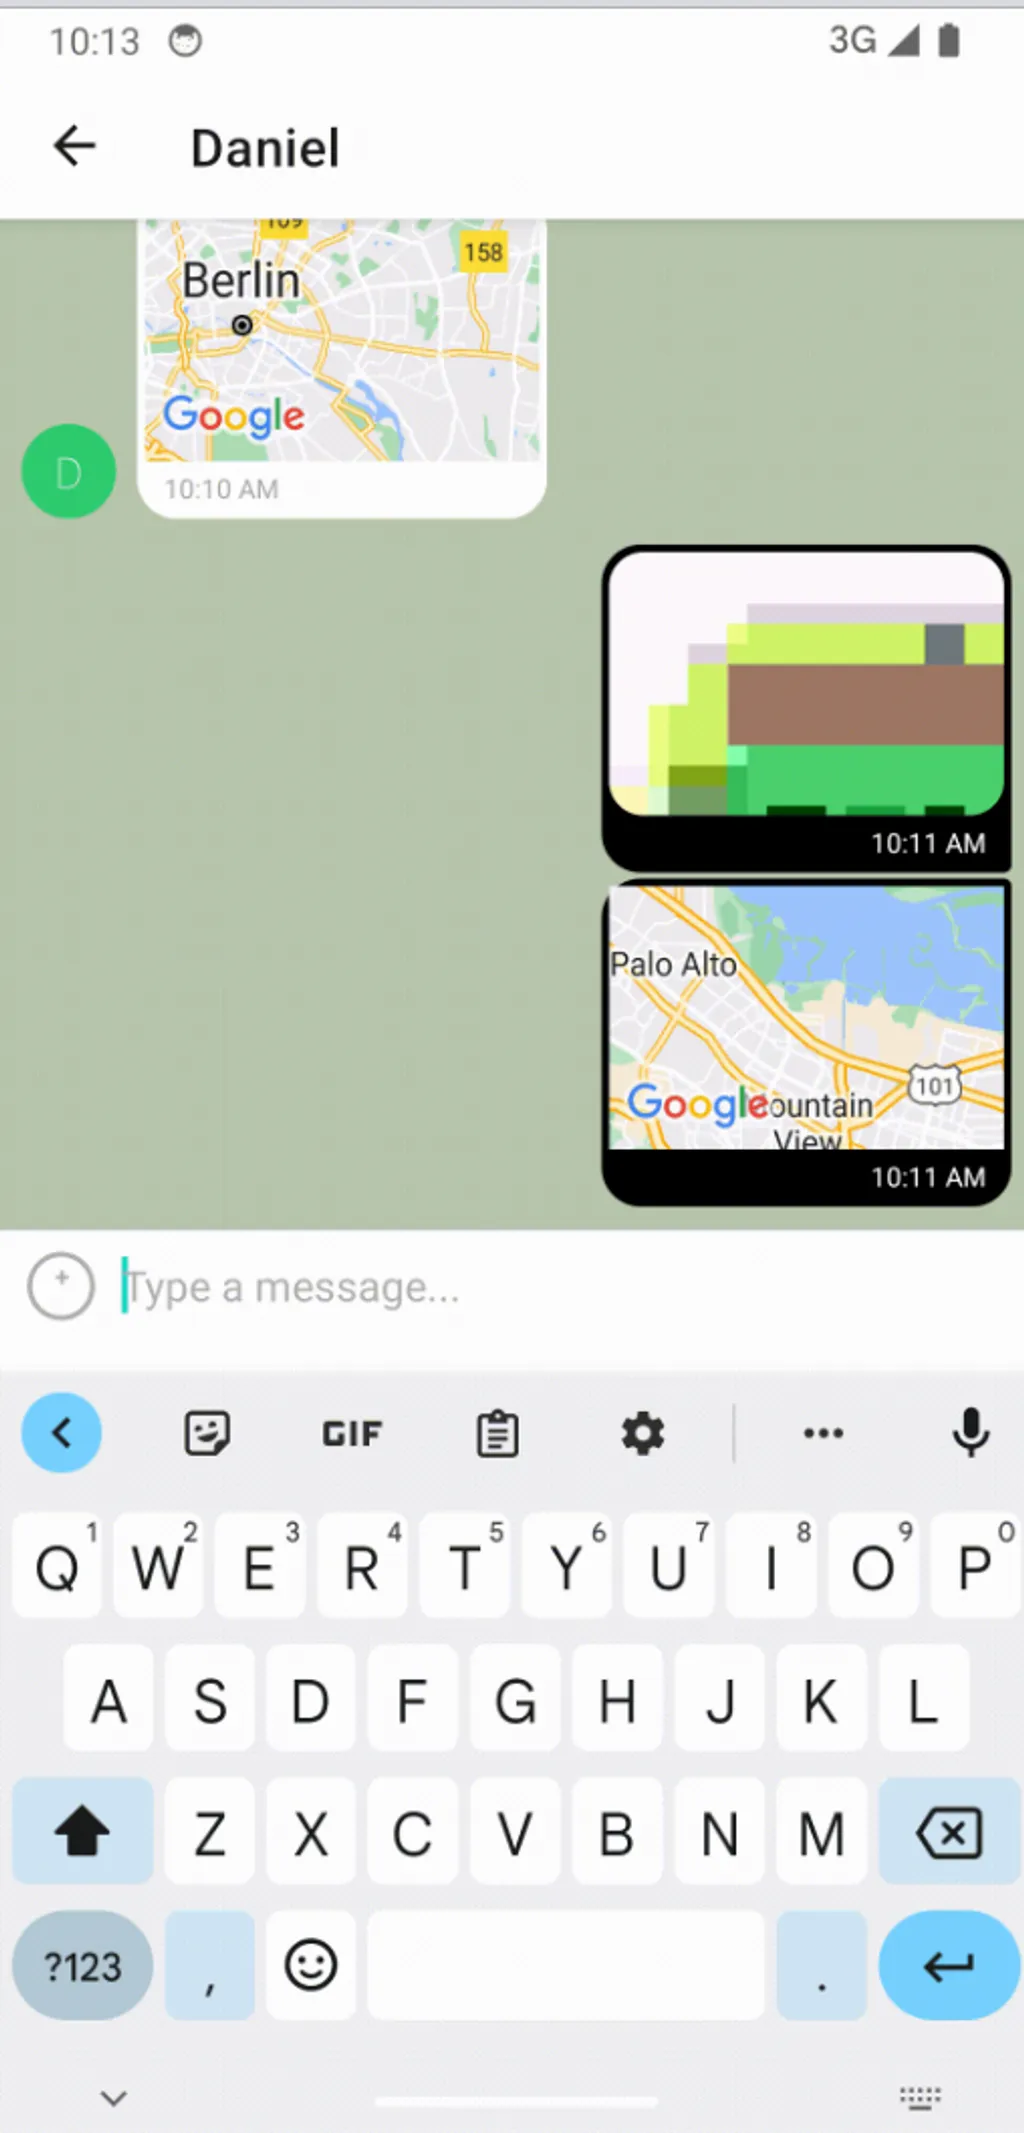 10:13
3G
Daniel
109
158
Berlin
Google
D
10:10 AM
10:11 AM
Palo Alto
101
Google
ountain
View
10:11 AM
Type a message...
GIF
1 2 3 4 5 6 7 8 9 0
Q W E R T Y U I O P
A S D F G H J K L
Z X C V B N M
?123 , .